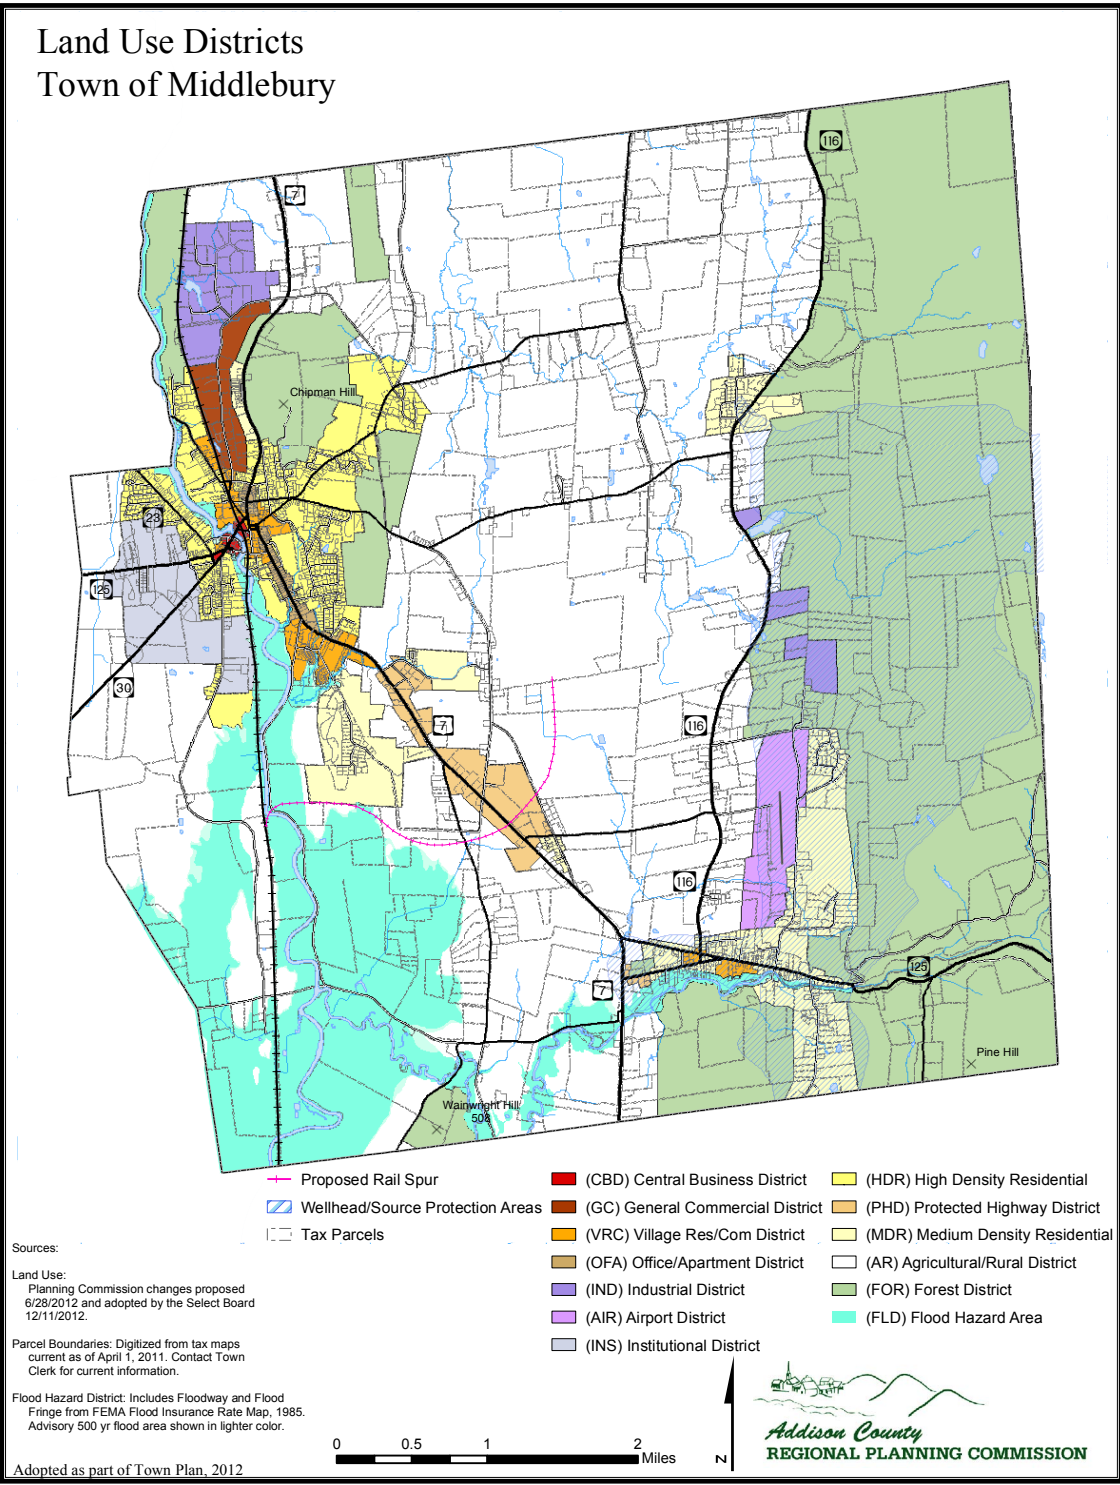 Land Use Districts
Town of Middlebury
116
7
Chipman Hill
23
125
30
7
116
116
125
7
Pine Hill
Wainwright Hill
508
Proposed Rail Spur
Wellhead/Source Protection Areas
Tax Parcels
(CBD) Central Business District
(GC) General Commercial District
(VRC) Village Res/Com District
(OFA) Office/Apartment District
(IND) Industrial District
(AIR) Airport District
(INS) Institutional District
(HDR) High Density Residential
(PHD) Protected Highway District
(MDR) Medium Density Residential
(AR) Agricultural/Rural District
(FOR) Forest District
(FLD) Flood Hazard Area
Sources:
Land Use:
Planning Commission changes proposed
6/28/2012 and adopted by the Select Board
12/11/2012.
Parcel Boundaries: Digitized from tax maps
current as of April 1, 2011. Contact Town
Clerk for current information.
Flood Hazard District: Includes Floodway and Flood
Fringe from FEMA Flood Insurance Rate Map, 1985.
Advisory 500 yr flood area shown in lighter color.
Adopted as part of Town Plan, 2012
0 0.5 1 2
Miles
N
Addison County
REGIONAL PLANNING COMMISSION